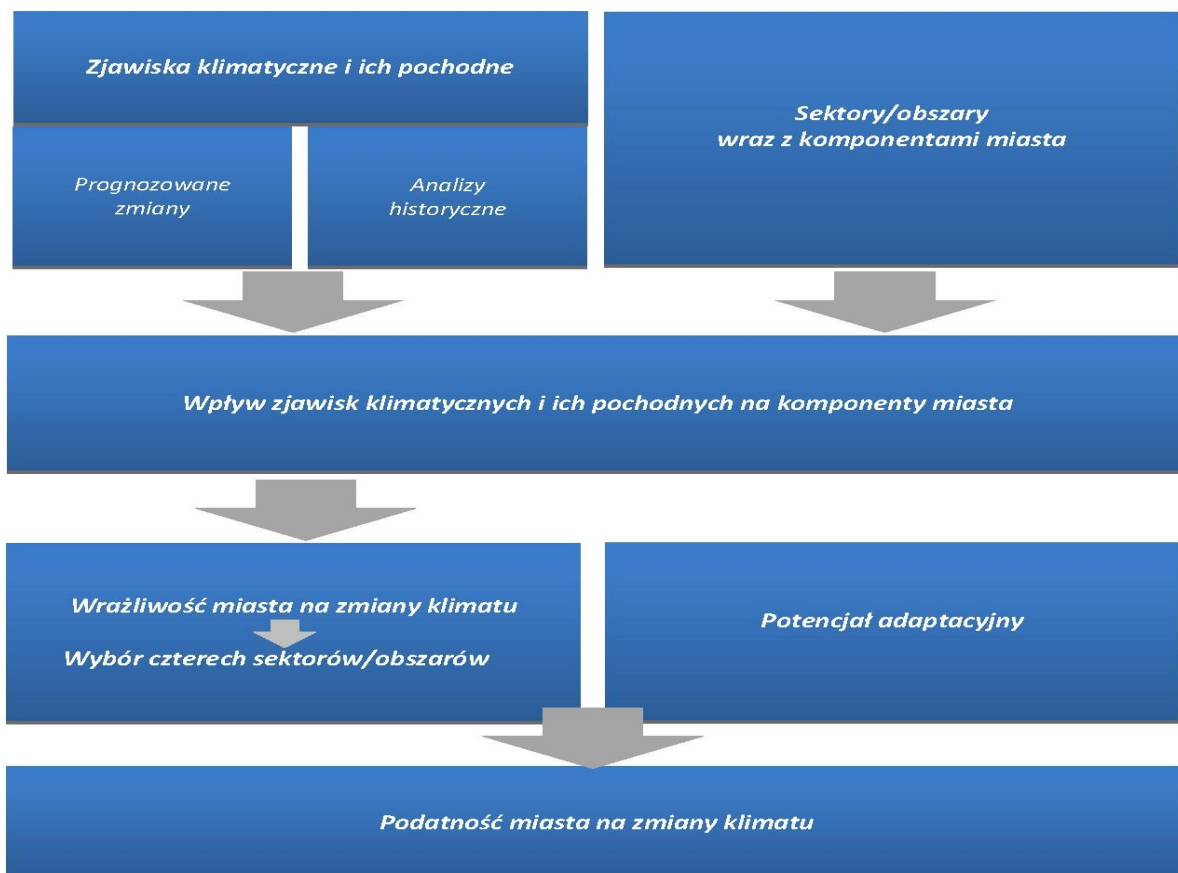 Zjawiska klimatyczne i ich pochodne
Prognozowane
zmiany
Analizy
historyczne
Sektory/obszary
wraz z komponentami miasta
Wpływ zjawisk klimatycznych i ich pochodnych na komponenty miasta
Wrażliwość miasta na zmiany klimatu
Wybór czterech sektorów/obszarów
Potencjał adaptacyjny
Podatność miasta na zmiany klimatu